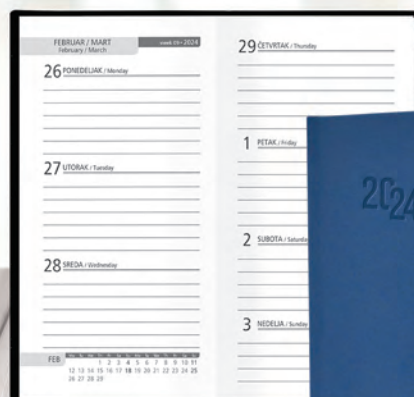 FEBRUAR / MART
February / March
week 09-2024
26 PONEDELJAK / Monday
27 UTORAK / Tuesday
28 SREDA / Wednesday
FEB
1 2 3 4 5 6 7 8 9 10 11
12 13 14 15 16 17 18 19 20 21 22 23 24 25
26 27 28 29
29 ČETVRTAK / Thursday
1 PETAK / Friday
2 SUBOTA / Saturda
3 NEDELJA / Sunday
2024